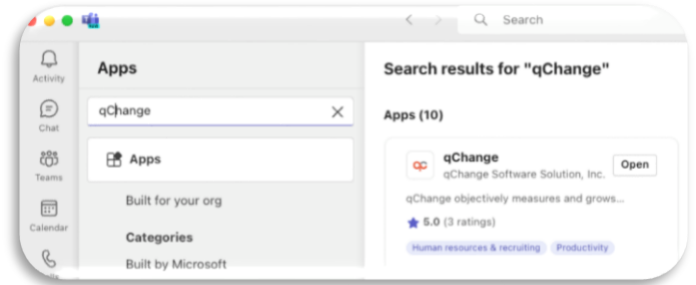 Search
Activity
Chat
Teams
Calendar
Apps
qChange
Apps
Built for your org
Categories
Built by Microsoft
Search results for "qChange"
Apps (10)
qc
qChange
qChange Software Solution, Inc.
Open
qChange objectively measures and grows...
5.0 (3 ratings)
Human resources & recruiting
Productivity